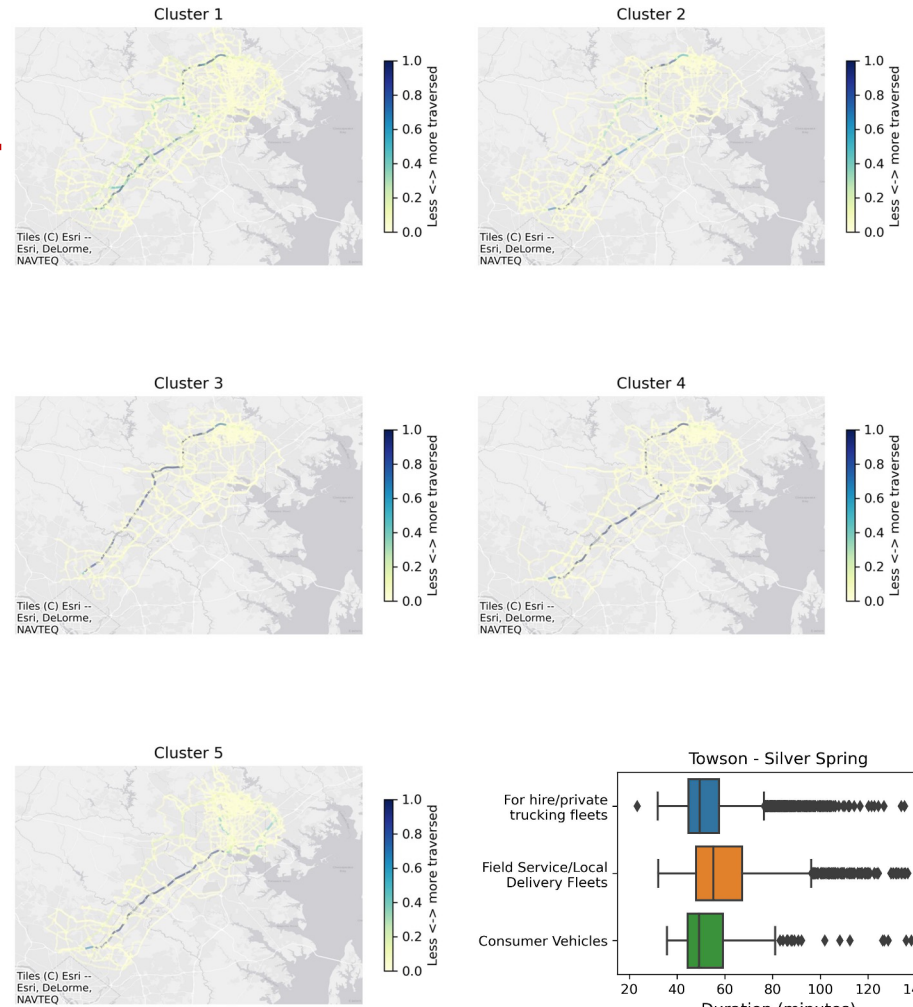 Cluster 1
1.0
0.8
0.6
0.4
0.2
0.0
Less <-> more traversed
Tiles (C) Esri --
Esri, DeLorme,
NAVTEQ
Cluster 2
1.0
0.8
0.6
0.4
0.2
0.0
Less <-> more traversed
Tiles (C) Esri --
Esri, DeLorme,
NAVTEQ
Cluster 3
1.0
0.8
0.6
0.4
0.2
0.0
Less <-> more traversed
Tiles (C) Esri --
Esri, DeLorme,
NAVTEQ
Cluster 4
1.0
0.8
0.6
0.4
0.2
0.0
Less <-> more traversed
Tiles (C) Esri --
Esri, DeLorme,
NAVTEQ
Cluster 5
1.0
0.8
0.6
0.4
0.2
0.0
Less <-> more traversed
Tiles (C) Esri --
Esri, DeLorme,
NAVTEQ
Towson - Silver Spring
For hire/private
trucking fleets
Field Service/Local
Delivery Fleets
Consumer Vehicles
20 40 60 80 100 120
Duration (minutes)